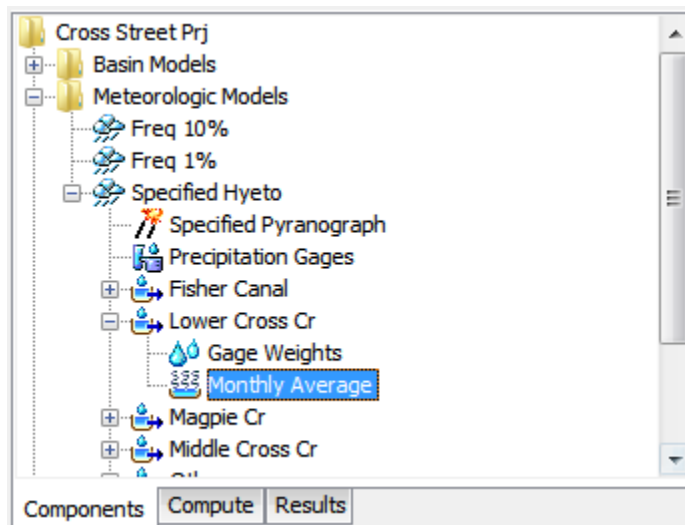 Cross Street Prj
Basin Models
Meteorologic Models
Freq 10%
Freq 1%
Specified Hyeto
Specified Pyranograph
Precipitation Gages
Fisher Canal
Lower Cross Cr
Gage Weights
Monthly Average
Magpie Cr
Middle Cross Cr
Components Compute Results